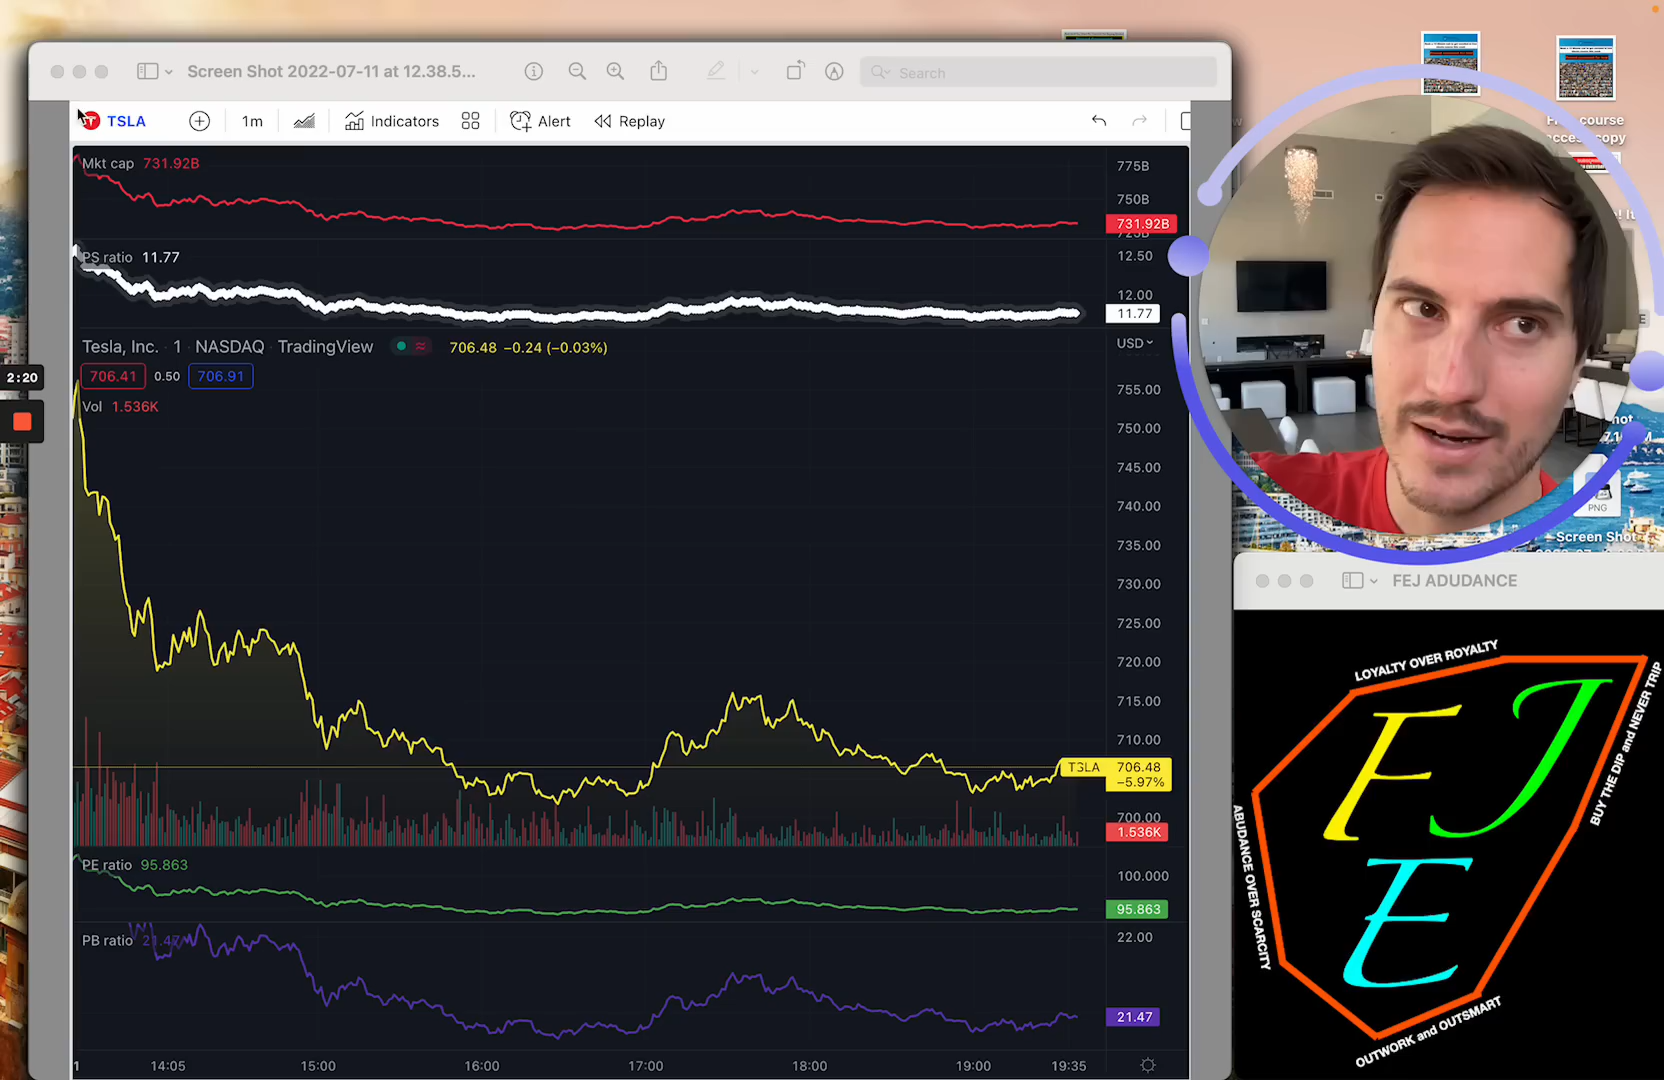 Screen Shot 2022-07-11 at 12.38.5...
Search
TSLA
1m
Indicators
Alert
Replay
Mkt cap 731.92B
775B
750B
731.92B
725B
PS ratio 11.77
12.50
12.00
11.77
Tesla, Inc. · 1 · NASDAQ · TradingView
706.48 −0.24 (−0.03%)
USD
706.41 0.50 706.91
Vol 1.536K
755.00
750.00
745.00
740.00
735.00
730.00
725.00
720.00
715.00
710.00
TSLA 706.48
−5.97%
700.00
1.536K
PE ratio 95.863
100.000
95.863
PB ratio 21.47
22.00
21.47
1 14:05 15:00 16:00 17:00 18:00 19:00 19:35
2:20
PNG
Screen Shot
FEJ ADUDANCE
LOYALTY OVER ROYALTY
BUY THE DIP and NEVER TRIP
FJ
E
ABUDANCE OVER SCARCITY
OUTWORK and OUTSMART